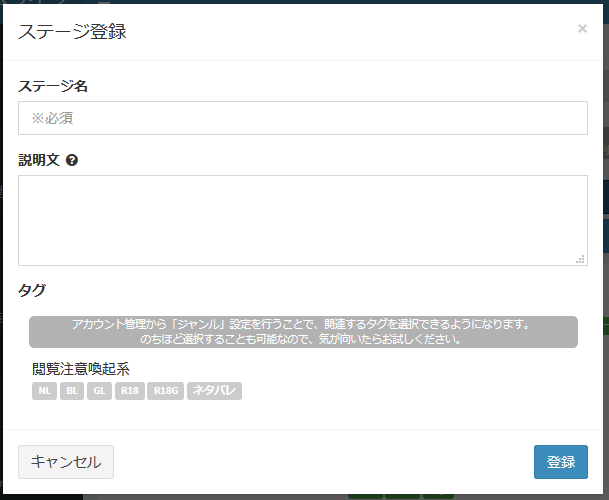 ステージ登録
×
ステージ名
※必須
説明文
タグ
アカウント管理から「ジャンル」設定を行うことで、関連するタグを選択できるようになります。
のちほど選択することも可能なので、気が向いたらお試しください。
閲覧注意喚起系
NL BL GL R18 R18G ネタバレ
キャンセル 登録